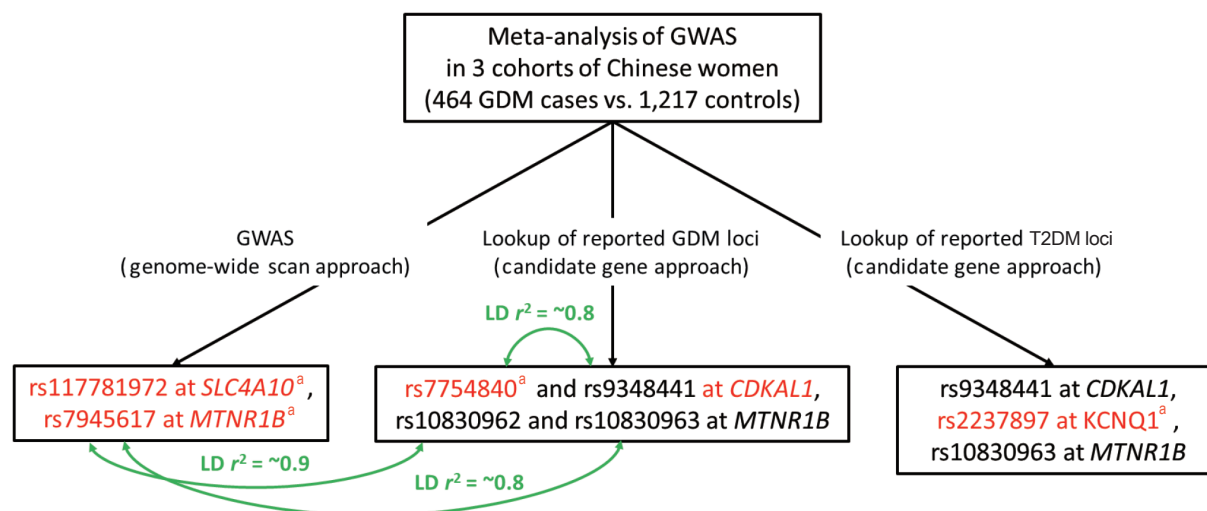 Meta-analysis of GWAS
in 3 cohorts of Chinese women
(464 GDM cases vs. 1,217 controls)
GWAS
(genome-wide scan approach)
Lookup of reported GDM loci
(candidate gene approach)
Lookup of reported T2DM loci
(candidate gene approach)
LD r² = ~0.8
rs117781972 at SLC4A10ᵃ,
rs7945617 at MTNR1Bᵃ
rs7754840ᵃ and rs9348441 at CDKAL1,
rs10830962 and rs10830963 at MTNR1B
rs9348441 at CDKAL1,
rs2237897 at KCNQ1ᵃ,
rs10830963 at MTNR1B
LD r² = ~0.9
LD r² = ~0.8